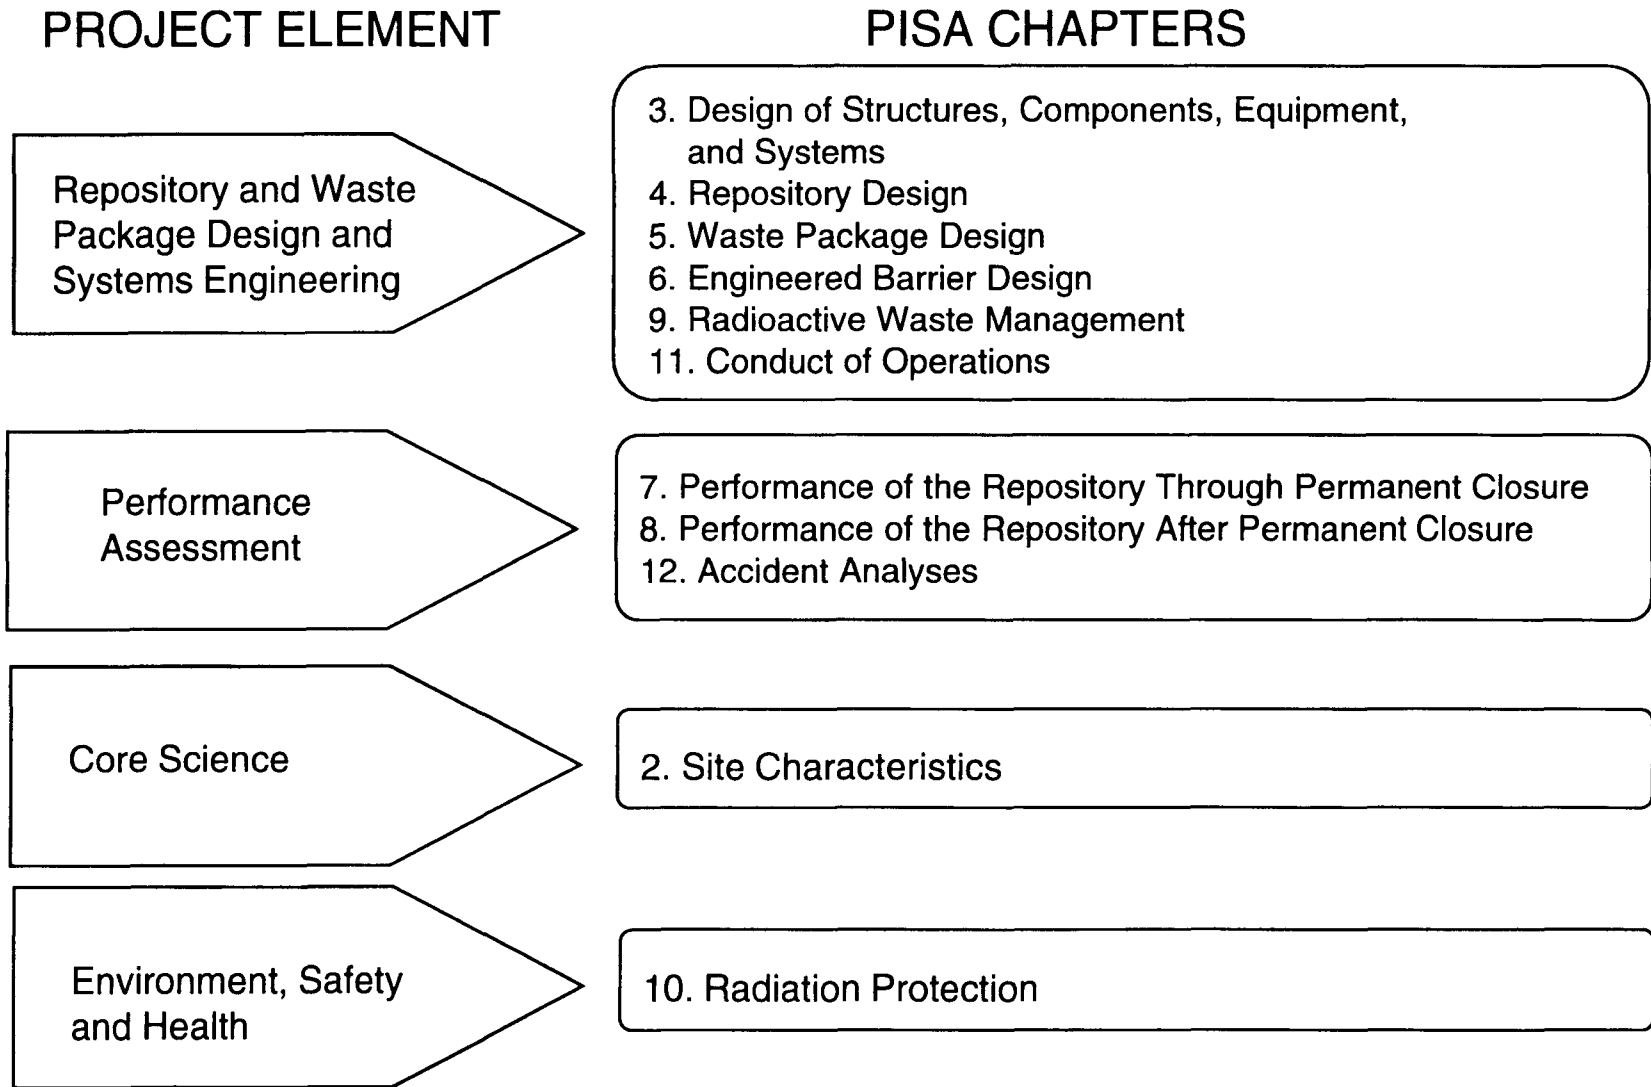 PROJECT ELEMENT
PISA CHAPTERS
Repository and Waste
Package Design and
Systems Engineering
3. Design of Structures, Components, Equipment,
and Systems
4. Repository Design
5. Waste Package Design
6. Engineered Barrier Design
9. Radioactive Waste Management
11. Conduct of Operations
Performance
Assessment
7. Performance of the Repository Through Permanent Closure
8. Performance of the Repository After Permanent Closure
12. Accident Analyses
Core Science
2. Site Characteristics
Environment, Safety
and Health
10. Radiation Protection